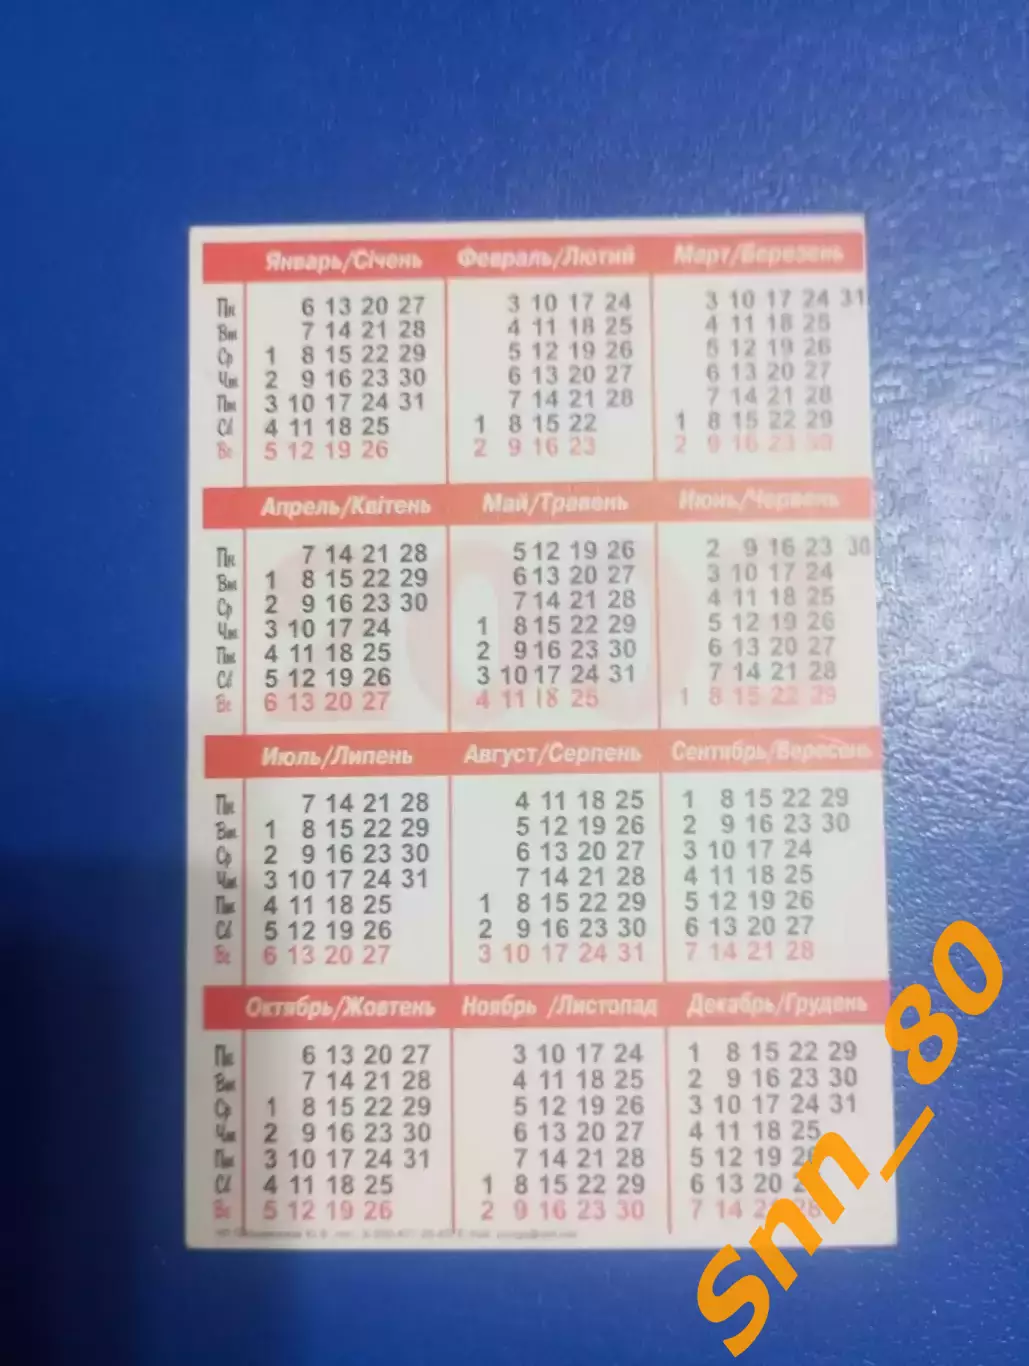 Январь/Січень Февраль/Лютий Март/Березень
Пн 6 13 20 27 3 10 17 24 3 10 17 24 31
Вт 7 14 21 28 4 11 18 25 4 11 18 25
Ср 1 8 15 22 29 5 12 19 26 5 12 19 26
Чт 2 9 16 23 30 6 13 20 27 6 13 20 27
Пт 3 10 17 24 31 7 14 21 28 7 14 21 28
Сб 4 11 18 25 1 8 15 22 1 8 15 22 29
Вс 5 12 19 26 2 9 16 23 2 9 16 23 30
Апрель/Квітень Май/Травень Июнь/Червень
Пн 7 14 21 28 5 12 19 26 2 9 16 23 30
Вт 1 8 15 22 29 6 13 20 27 3 10 17 24
Ср 2 9 16 23 30 7 14 21 28 4 11 18 25
Чт 3 10 17 24 1 8 15 22 29 5 12 19 26
Пт 4 11 18 25 2 9 16 23 30 6 13 20 27
Сб 5 12 19 26 3 10 17 24 31 7 14 21 28
Вс 6 13 20 27 4 11 18 25 1 8 15 22 29
Июль/Липень Август/Серпень Сентябрь/Вересень
Пн 7 14 21 28 4 11 18 25 1 8 15 22 29
Вт 1 8 15 22 29 5 12 19 26 2 9 16 23 30
Ср 2 9 16 23 30 6 13 20 27 3 10 17 24
Чт 3 10 17 24 31 7 14 21 28 4 11 18 25
Пт 4 11 18 25 1 8 15 22 29 5 12 19 26
Сб 5 12 19 26 2 9 16 23 30 6 13 20 27
Вс 6 13 20 27 3 10 17 24 31 7 14 21 28
Октябрь/Жовтень Ноябрь /Листопад Декабрь/Грудень
Пн 6 13 20 27 3 10 17 24 1 8 15 22 29
Вт 7 14 21 28 4 11 18 25 2 9 16 23 30
Ср 1 8 15 22 29 5 12 19 26 3 10 17 24 31
Чт 2 9 16 23 30 6 13 20 27 4 11 18 25
Пт 3 10 17 24 31 7 14 21 28 5 12 19 26
Сб 4 11 18 25 1 8 15 22 29 6 13 20
Вс 5 12 19 26 2 9 16 23 30 7 14 28
Snn_80